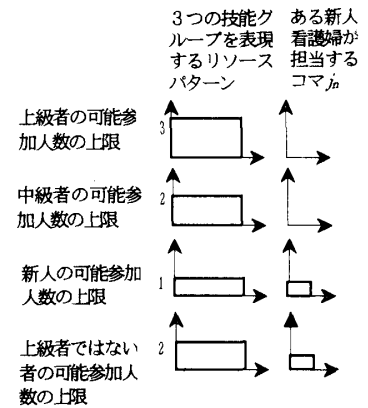 3つの技能グ
ループを表現
するリソース
パターン
ある新人
看護婦が
担当する
コマjn
上級者の可能参
加人数の上限
3
中級者の可能参
加人数の上限
2
新人の可能参加
人数の上限
1
上級者ではない
者の可能参加人
数の上限
2